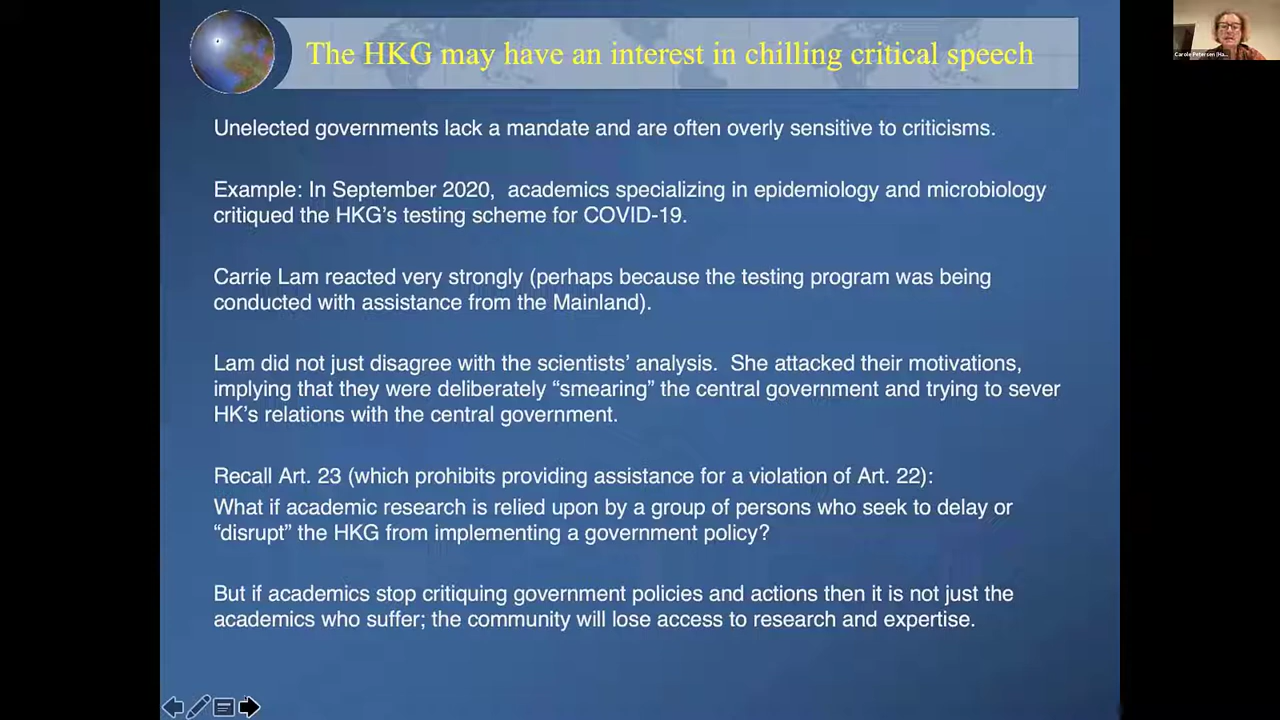 The HKG may have an interest in chilling critical speech
Carole Petersen (Ha...
Unelected governments lack a mandate and are often overly sensitive to criticisms.
Example: In September 2020,  academics specializing in epidemiology and microbiology
critiqued the HKG’s testing scheme for COVID-19.
Carrie Lam reacted very strongly (perhaps because the testing program was being
conducted with assistance from the Mainland).
Lam did not just disagree with the scientists’ analysis.  She attacked their motivations,
implying that they were deliberately “smearing” the central government and trying to sever
HK’s relations with the central government.
Recall Art. 23 (which prohibits providing assistance for a violation of Art. 22):
What if academic research is relied upon by a group of persons who seek to delay or
“disrupt” the HKG from implementing a government policy?
But if academics stop critiquing government policies and actions then it is not just the
academics who suffer; the community will lose access to research and expertise.